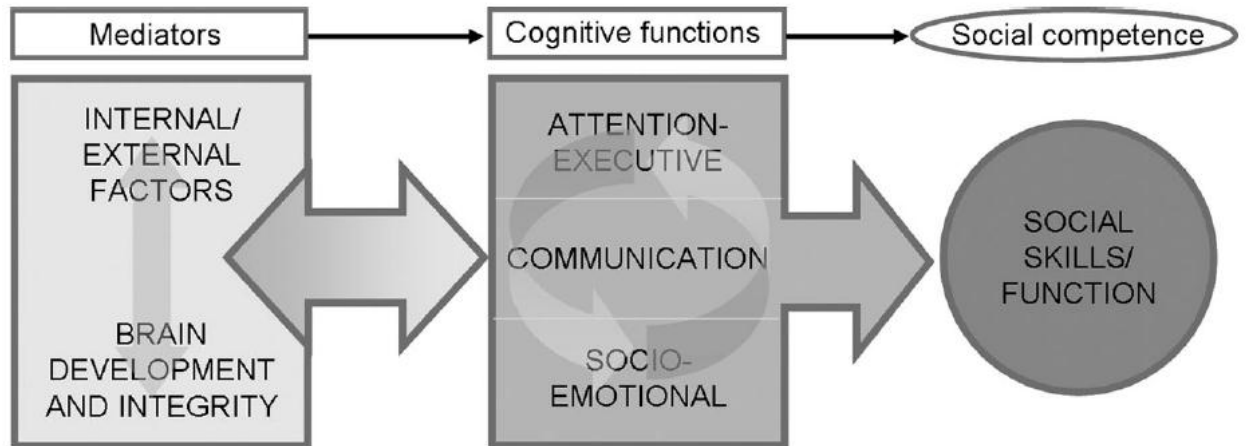 Mediators
Cognitive functions
Social competence
INTERNAL/
EXTERNAL
FACTORS
BRAIN
DEVELOPMENT
AND INTEGRITY
ATTENTION-
EXECUTIVE
COMMUNICATION
SOCIO-
EMOTIONAL
SOCIAL
SKILLS/
FUNCTION